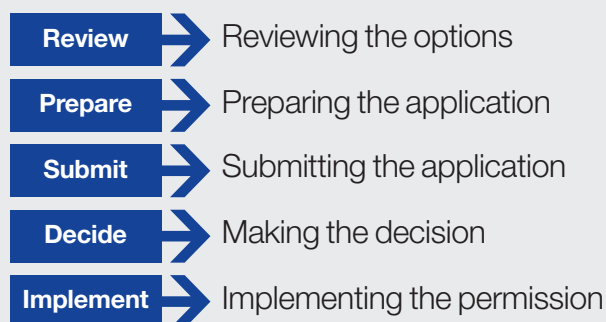 Review Reviewing the options
Prepare Preparing the application
Submit Submitting the application
Decide Making the decision
Implement Implementing the permission